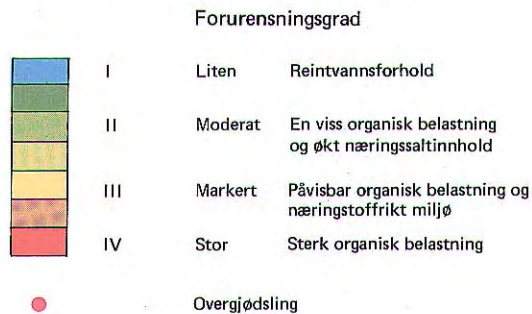 Forurensningsgrad
I Liten Reintvannsforhold
II Moderat En viss organisk belastning
og økt næringssaltinnhold
III Markert Påvisbar organisk belastning og
næringstoffrikt miljø
IV Stor Sterk organisk belastning
Overgjødsling